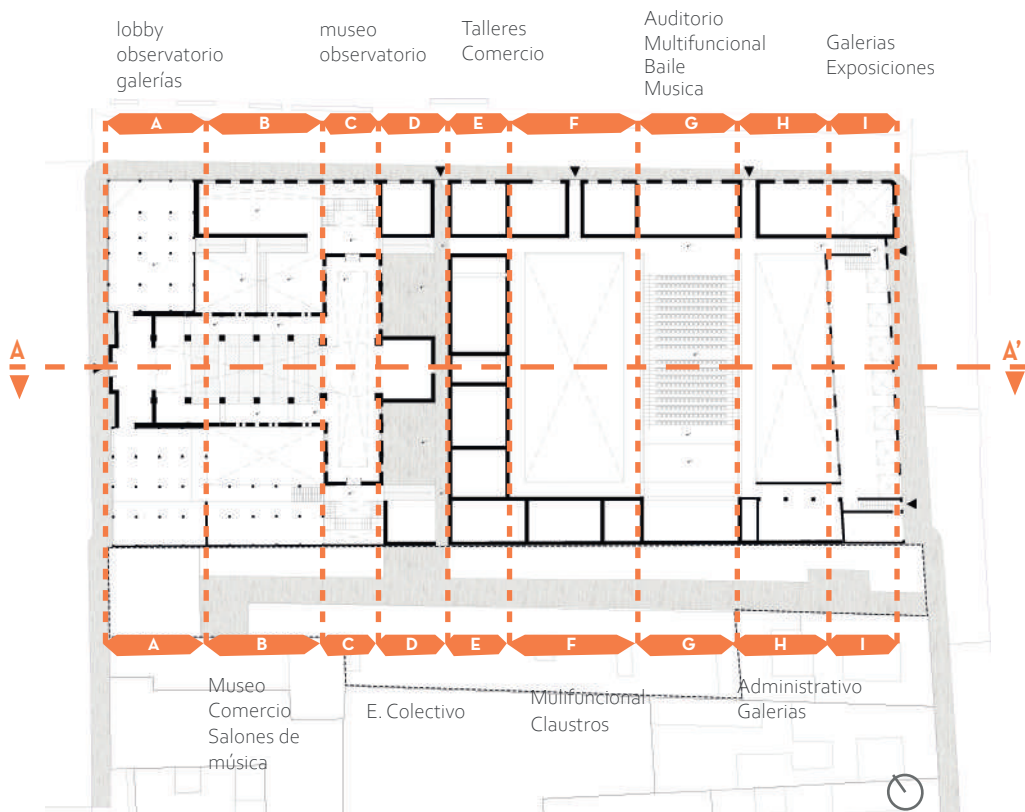 lobby
observatorio
galerías
museo
observatorio
Talleres
Comercio
Auditorio
Multifuncional
Baile
Musica
Galerias
Exposiciones
A B C D E F G H I
A A'
A B C D E F G H I
Museo
Comercio
Salones de
música
E. Colectivo
Mulifuncional
Claustros
Administrativo
Galerias